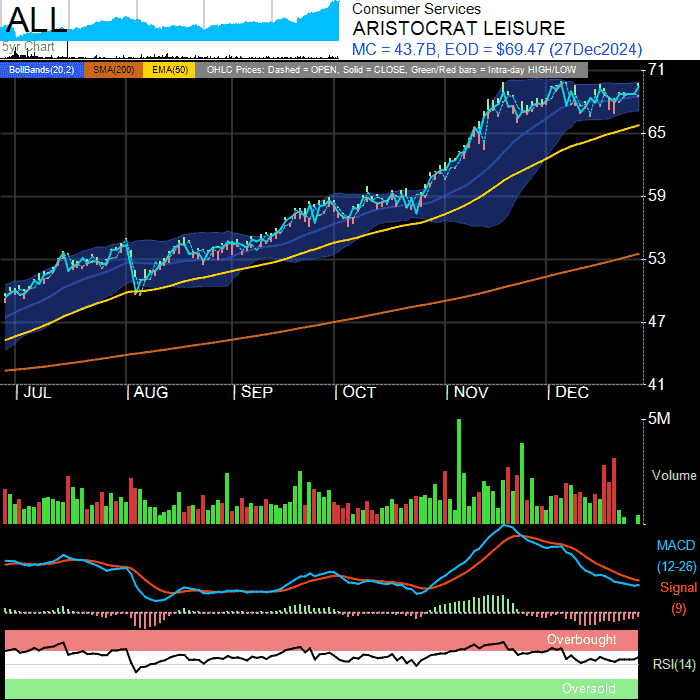 ALL
5yr Chart
Consumer Services
ARISTOCRAT LEISURE
MC = 43.7B, EOD = $69.47 (27Dec2024)
BollBands(20,2) SMA(200) EMA(50) OHLC Prices: Dashed = OPEN, Solid = CLOSE, Green/Red bars = Intra-day HIGH/LOW
71
65
59
53
47
41
JUL AUG SEP OCT NOV DEC
5M
Volume
MACD
(12-26)
Signal
(9)
Overbought
RSI(14)
Oversold